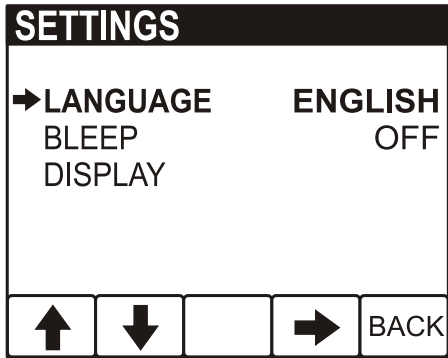 SETTINGS
LANGUAGE ENGLISH
BLEEP OFF
DISPLAY
BACK